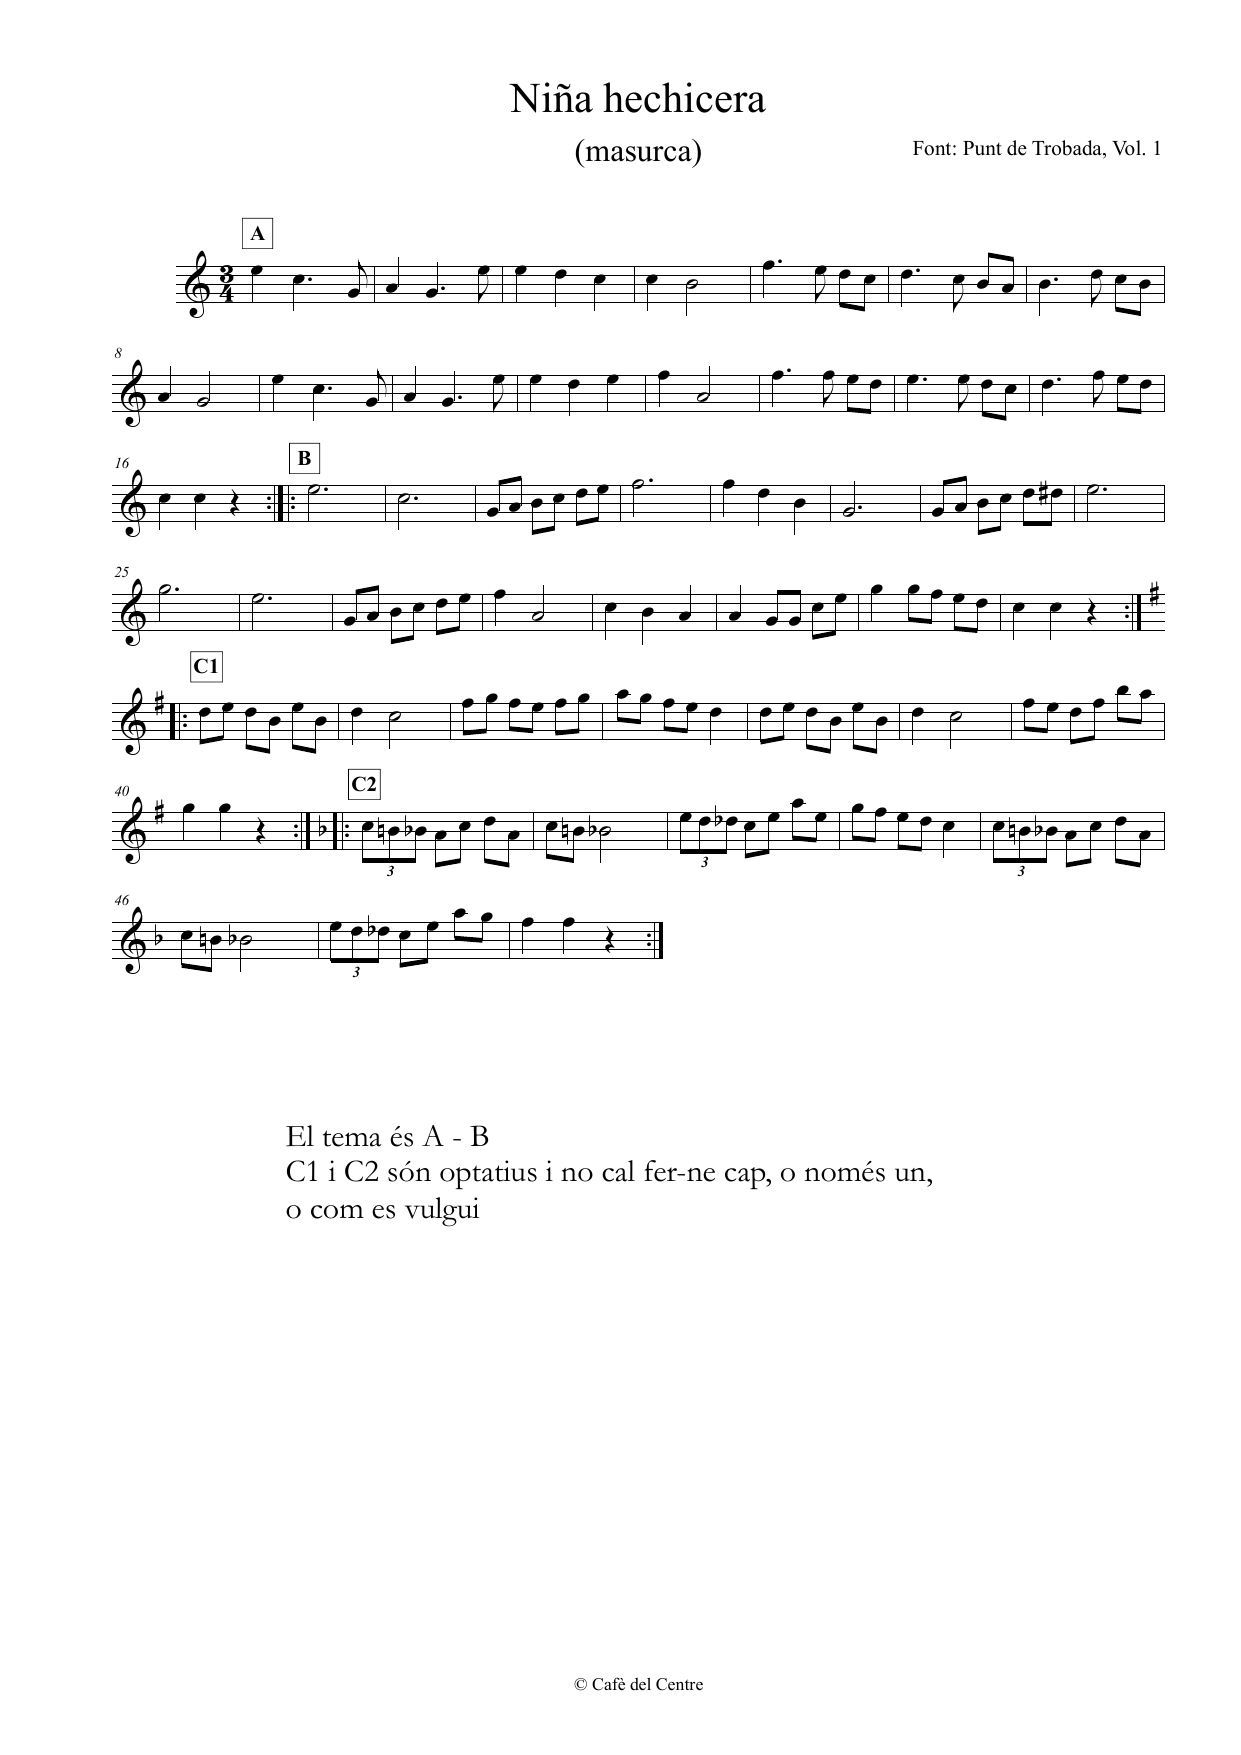 Niña hechicera
(masurca)
Font: Punt de Trobada, Vol. 1
A
3
4
8
16
B
25
C1
40
C2
3
3
3
46
3
El tema és A - B
C1 i C2 són optatius i no cal fer-ne cap, o només un,
o com es vulgui
© Cafè del Centre